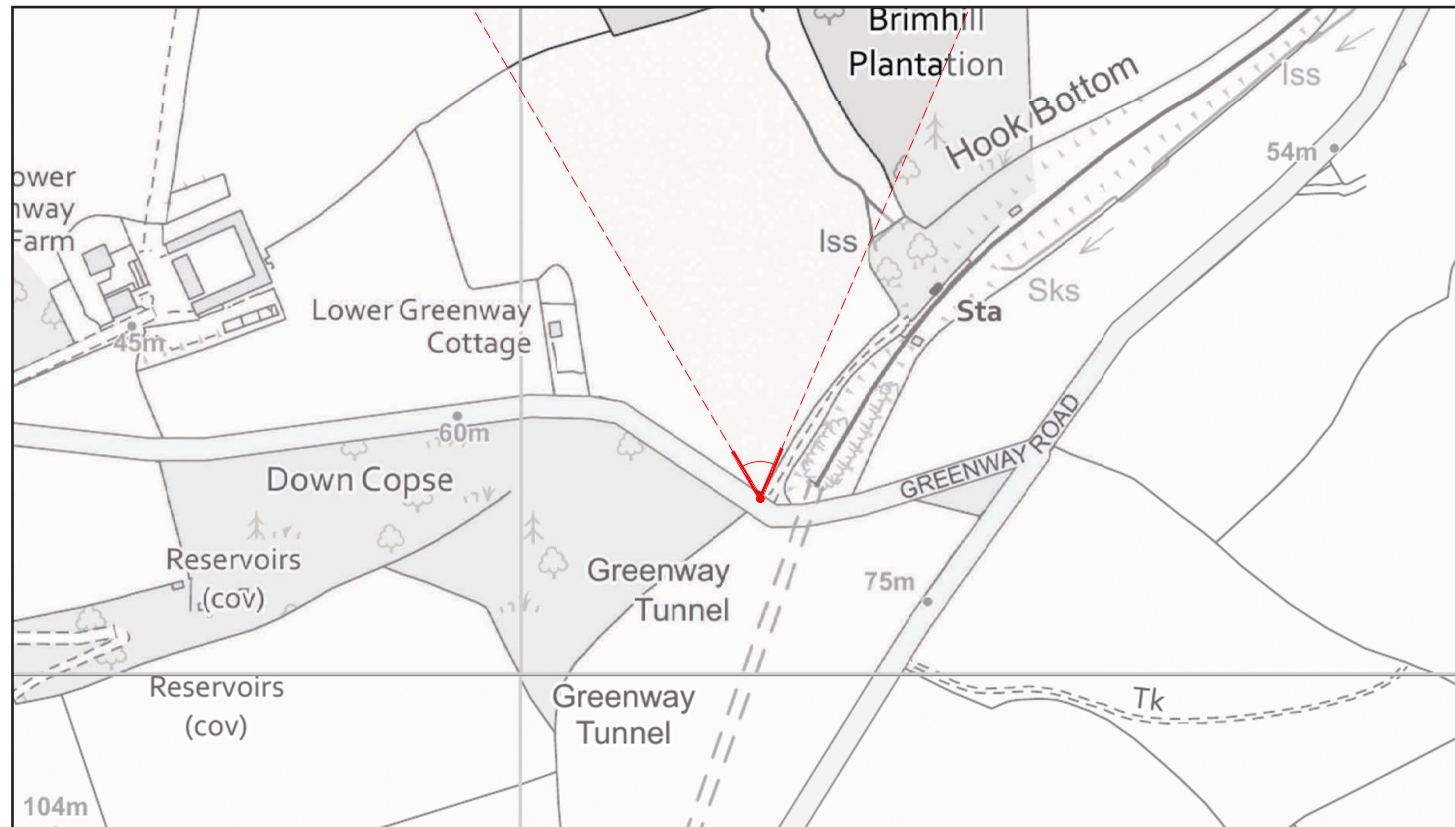 Brimhill
Plantation
Hook Bottom
Iss
54m
ower
nway
Farm
Iss
Sks
Sta
Lower Greenway
Cottage
45m
60m
GREENWAY ROAD
Down Copse
Reservoirs
(cov)
Greenway
Tunnel
75m
Reservoirs
(cov)
Greenway
Tunnel
Tk
104m